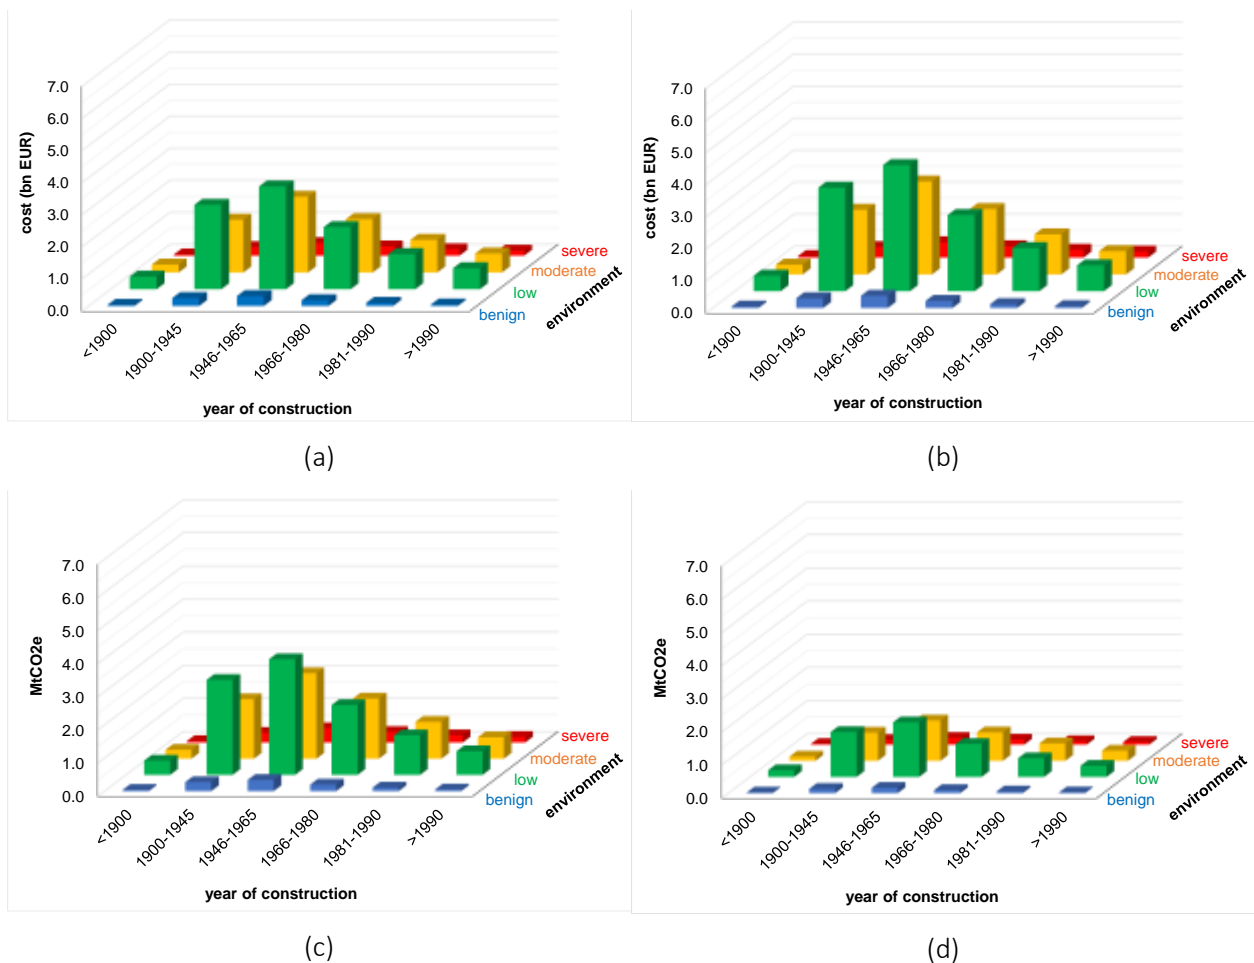 7.0
6.0
5.0
4.0
3.0
2.0
1.0
0.0
cost (bn EUR)
<1900
1900-1945
1946-1965
1966-1980
1981-1990
>1990
year of construction
severe
moderate
low
benign
environment
(a)
7.0
6.0
5.0
4.0
3.0
2.0
1.0
0.0
cost (bn EUR)
<1900
1900-1945
1946-1965
1966-1980
1981-1990
>1990
year of construction
severe
moderate
low
benign
environment
(b)
7.0
6.0
5.0
4.0
3.0
2.0
1.0
0.0
MtCO2e
<1900
1900-1945
1946-1965
1966-1980
1981-1990
>1990
year of construction
severe
moderate
low
benign
environment
(c)
7.0
6.0
5.0
4.0
3.0
2.0
1.0
0.0
MtCO2e
<1900
1900-1945
1946-1965
1966-1980
1981-1990
>1990
year of construction
severe
moderate
low
benign
environment
(d)